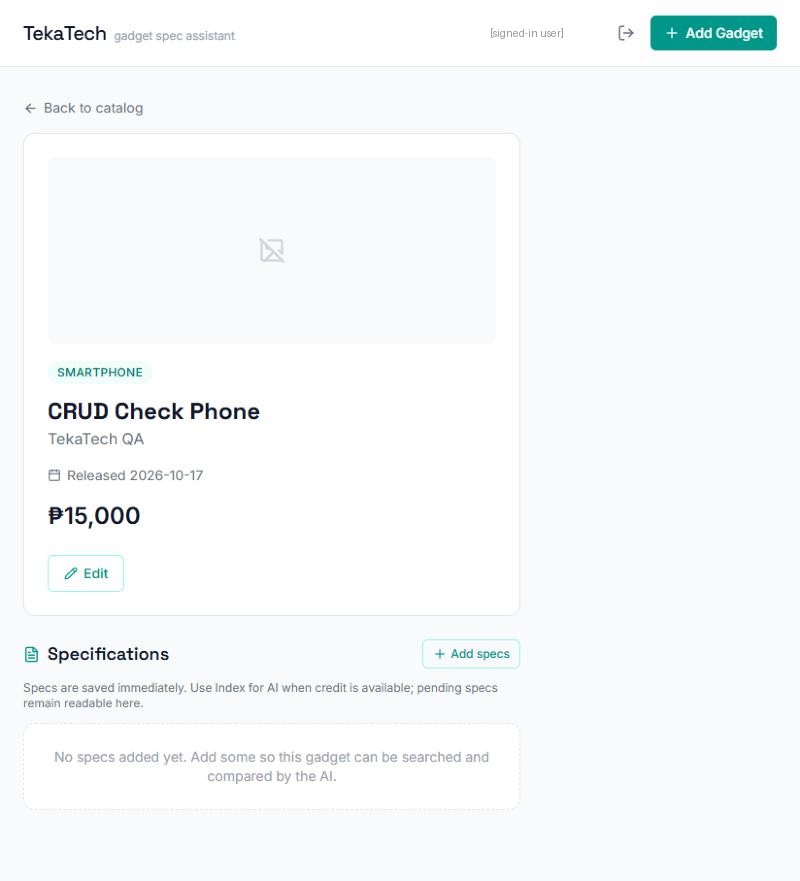 TekaTech gadget spec assistant
[signed-in user]
Add Gadget
Back to catalog
SMARTPHONE
CRUD Check Phone
TekaTech QA
Released 2026-10-17
₱15,000
Edit
Specifications
Add specs
Specs are saved immediately. Use Index for AI when credit is available; pending specs
remain readable here.
No specs added yet. Add some so this gadget can be searched and
compared by the AI.